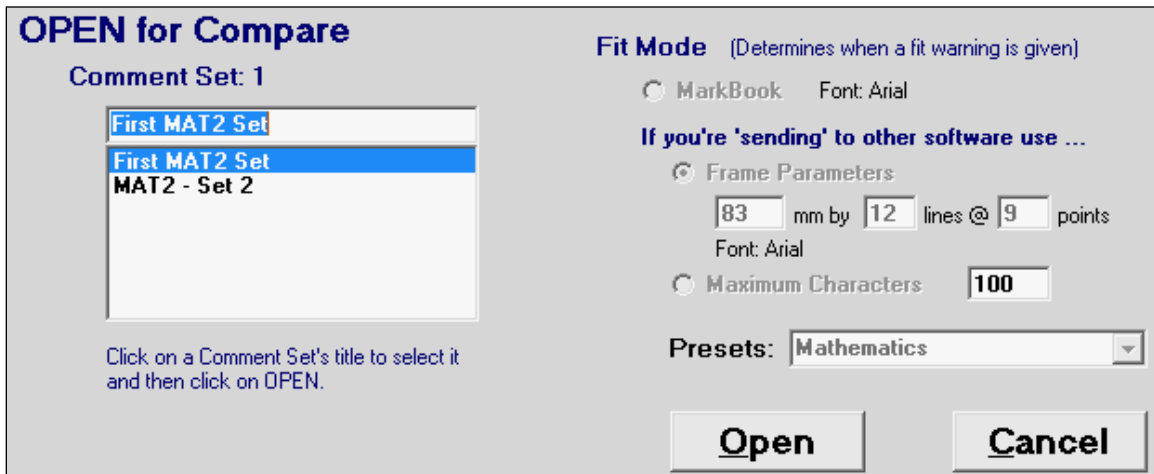 OPEN for Compare
Comment Set: 1
First MAT2 Set
First MAT2 Set
MAT2 - Set 2
Click on a Comment Set's title to select it
and then click on OPEN.
Fit Mode (Determines when a fit warning is given)
MarkBook Font: Arial
If you're 'sending' to other software use ...
Frame Parameters
83 mm by 12 lines @ 9 points
Font: Arial
Maximum Characters 100
Presets: Mathematics
Open Cancel